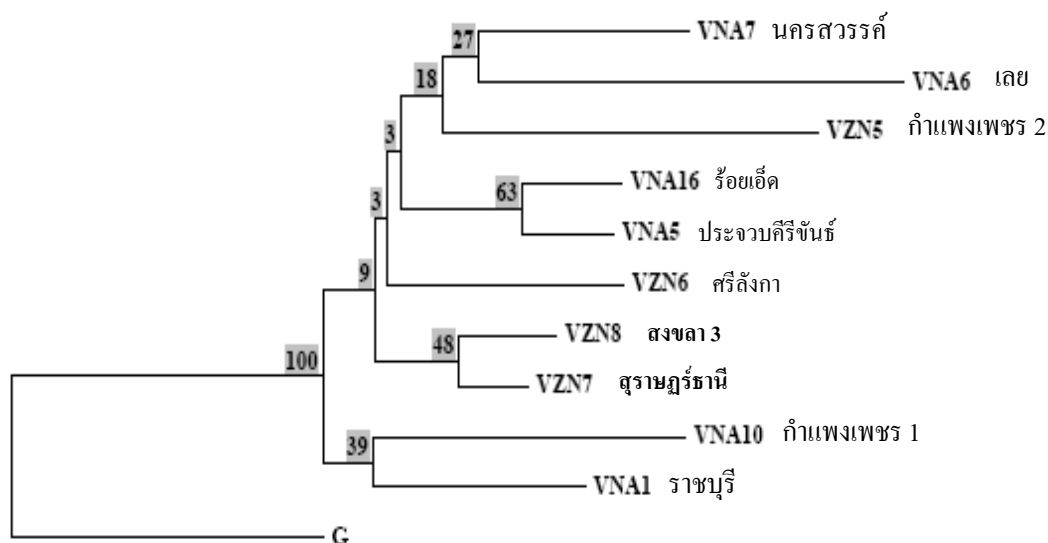 27
VNA7 นครสวรรค์
VNA6 เลย
18
VZN5 กำแพงเพชร 2
3
VNA16 ร้อยเอ็ด
63
VNA5 ประจวบคีรีขันธ์
3
VZN6 ศรีลังกา
9
VZN8 สงขลา 3
48
VZN7 สุราษฏร์ธานี
100
VNA10 กำแพงเพชร 1
39
VNA1 ราชบุรี
G